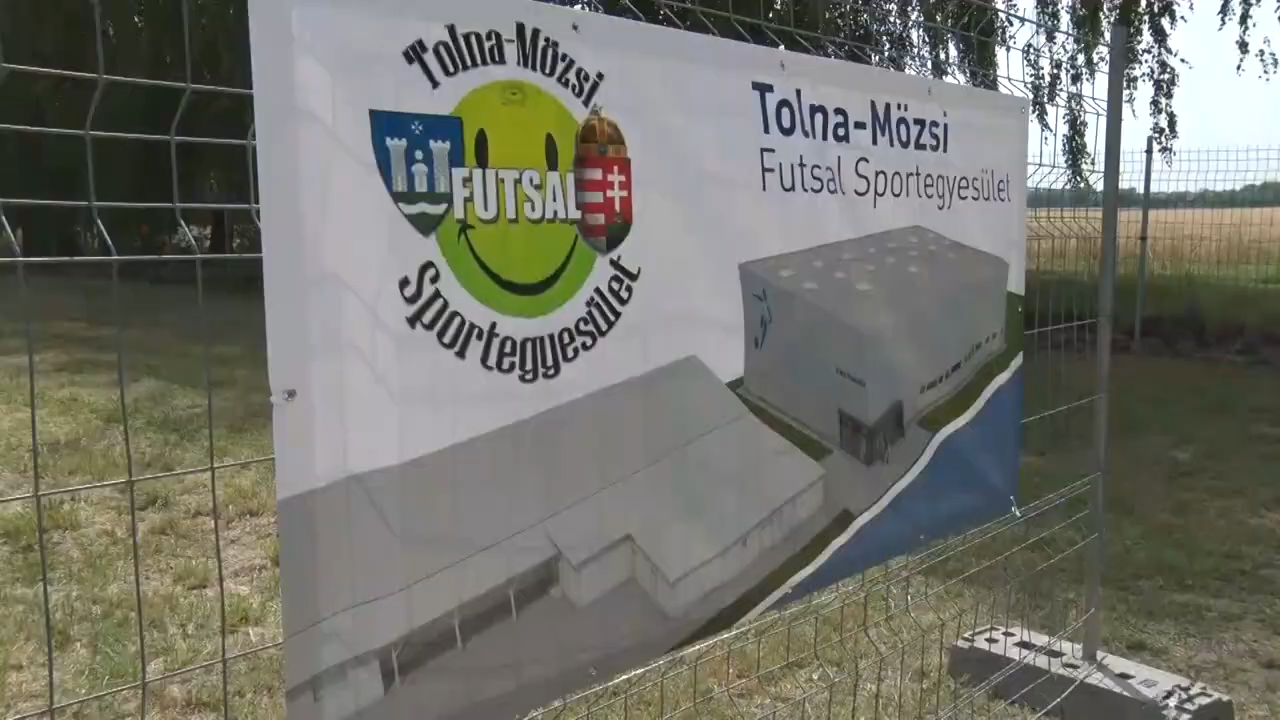 Tolna-Mözsi
FUTSAL
Sportegyesület
Tolna-Mözsi
Futsal Sportegyesület